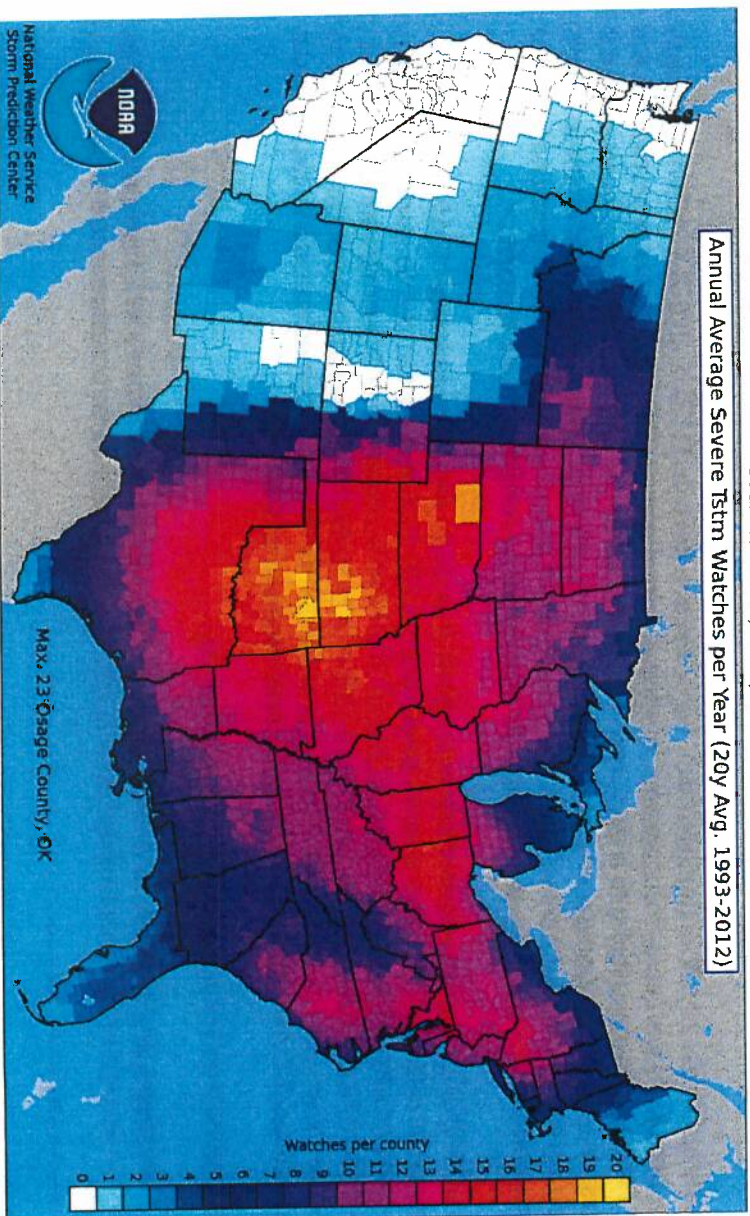 Annual Average Severe Tstm Watches per Year (20y Avg. 1993-2012)
NOAA
National Weather Service
Storm Prediction Center
Max. 23 Osage County, OK
Watches per county
0 1 2 3 4 5 6 7 8 9 10 11 12 13 14 15 16 17 18 19 20